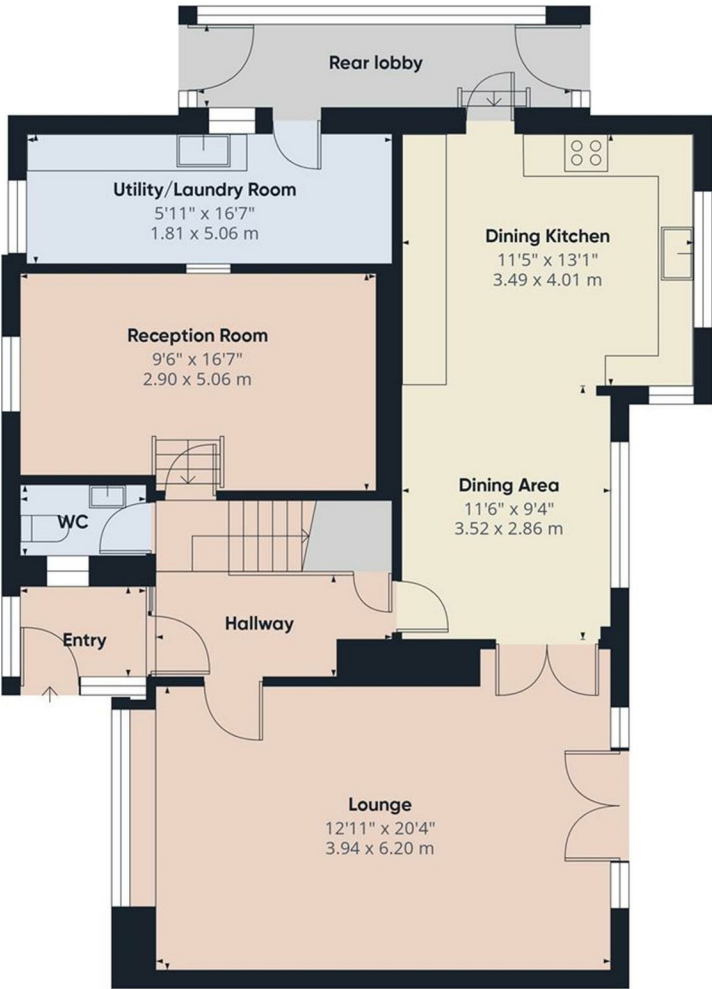 Rear lobby
Utility/Laundry Room
5'11" x 16'7"
1.81 x 5.06 m
Dining Kitchen
11'5" x 13'1"
3.49 x 4.01 m
Reception Room
9'6" x 16'7"
2.90 x 5.06 m
Dining Area
11'6" x 9'4"
3.52 x 2.86 m
WC
Hallway
Entry
Lounge
12'11" x 20'4"
3.94 x 6.20 m